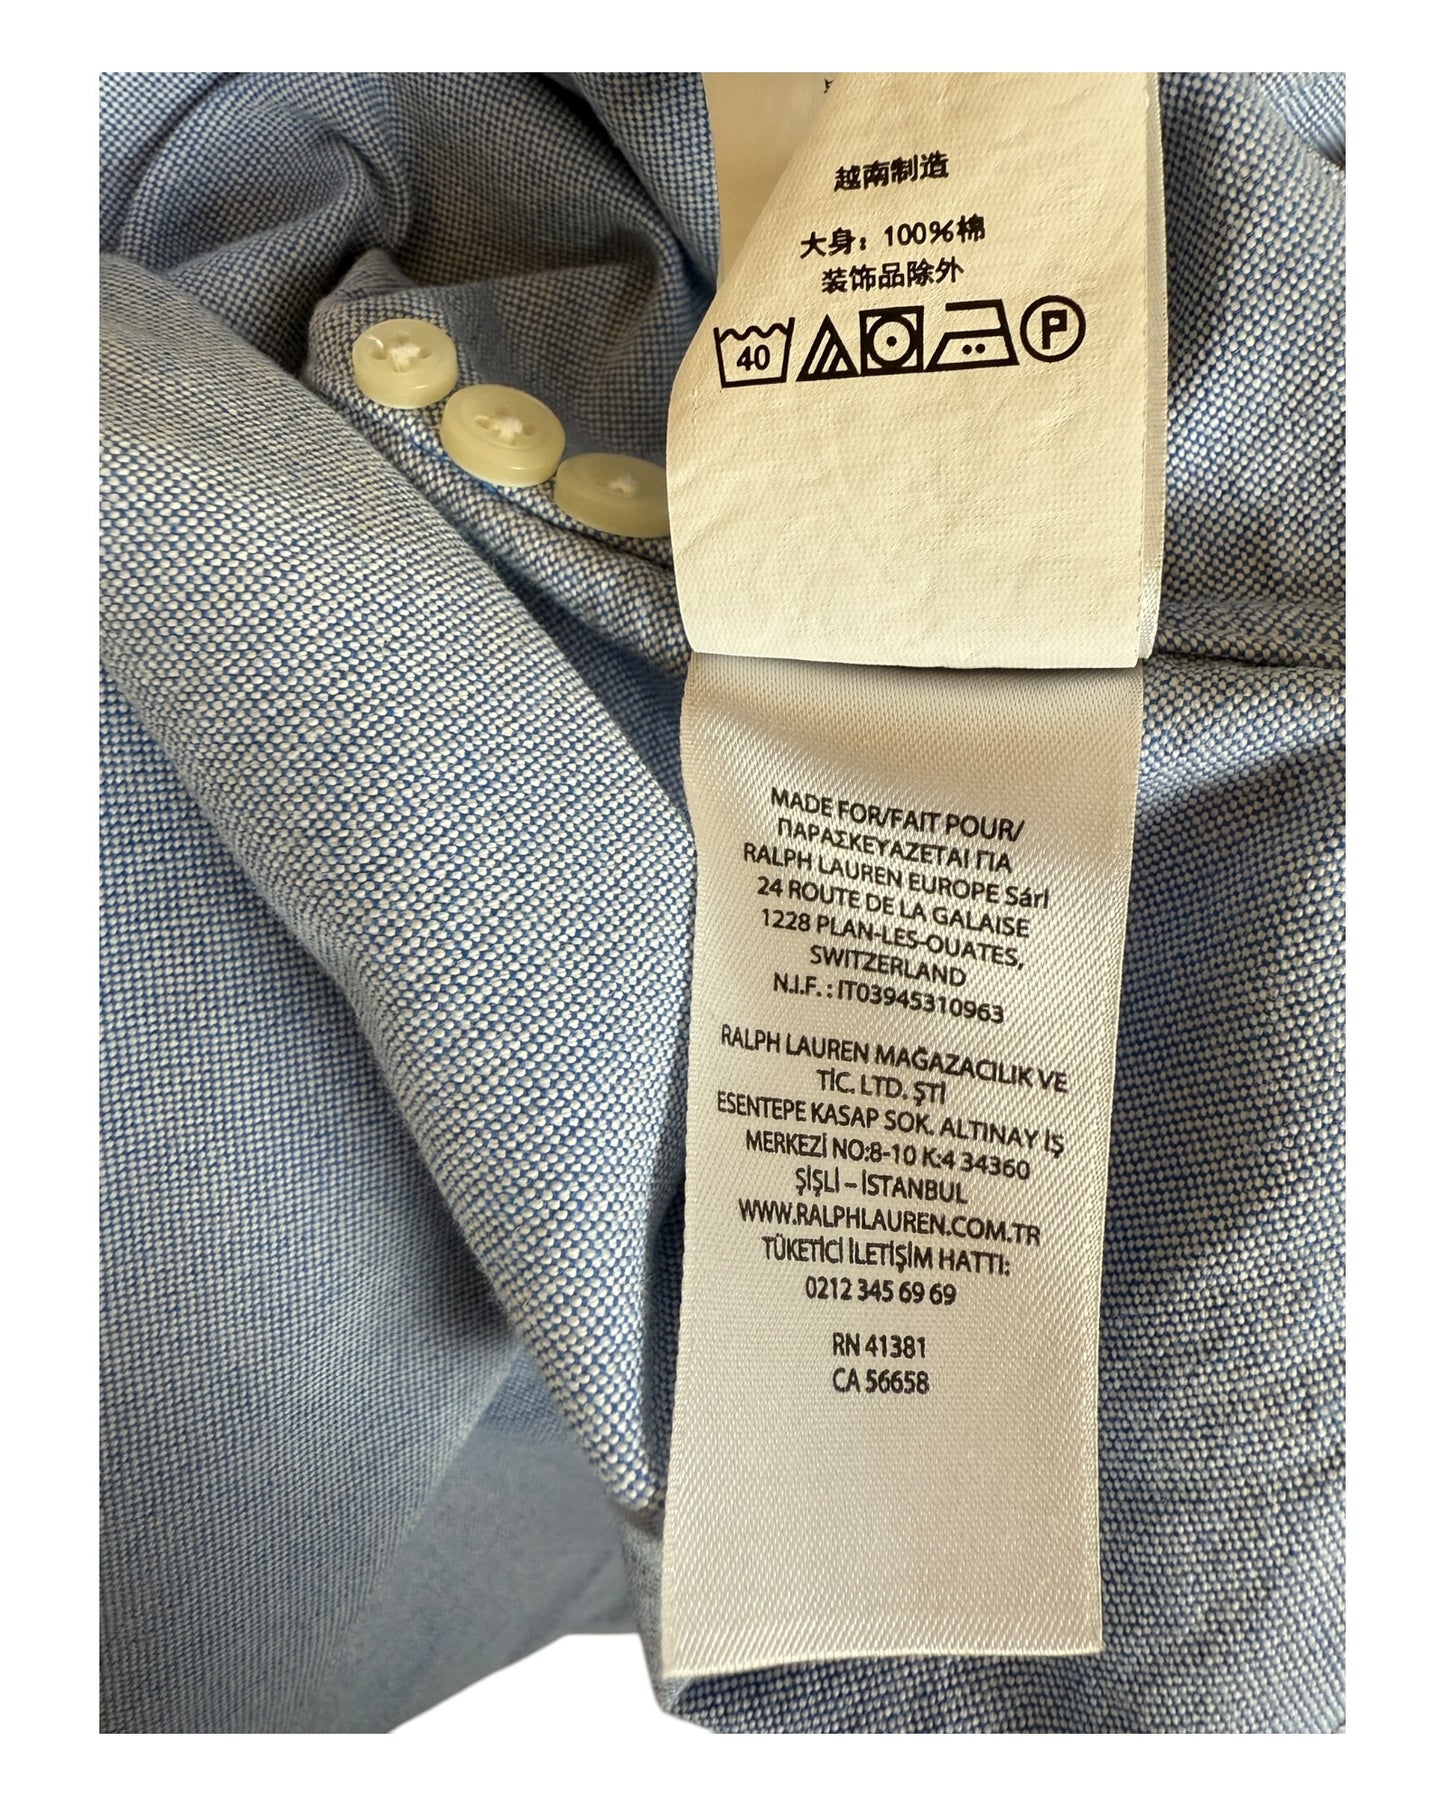 越南制造
大身：100%棉
装饰品除外
40
P
MADE FOR/FAIT POUR/
ΠΑΡΑΣΚΕΥΑΖΕΤΑΙ ΓΙΑ
RALPH LAUREN EUROPE Sárl
24 ROUTE DE LA GALAISE
1228 PLAN-LES-OUATES,
SWITZERLAND
N.I.F. : IT03945310963
RALPH LAUREN MAĞAZACILIK VE
TİC. LTD. ŞTİ
ESENTEPE KASAP SOK. ALTINAY İŞ
MERKEZİ NO:8-10 K:4 34360
ŞİŞLİ – İSTANBUL
WWW.RALPHLAUREN.COM.TR
TÜKETİCİ İLETİŞİM HATTI:
0212 345 69 69
RN 41381
CA 56658